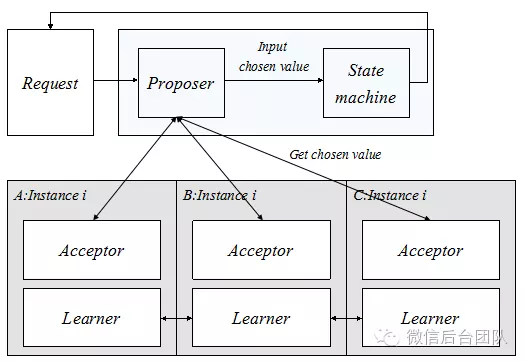 Input
chosen value
Request
Proposer
State
machine
Get chosen value
A:Instance i
B:Instance i
C:Instance i
Acceptor
Acceptor
Acceptor
Learner
Learner
Learner
微信后台团队